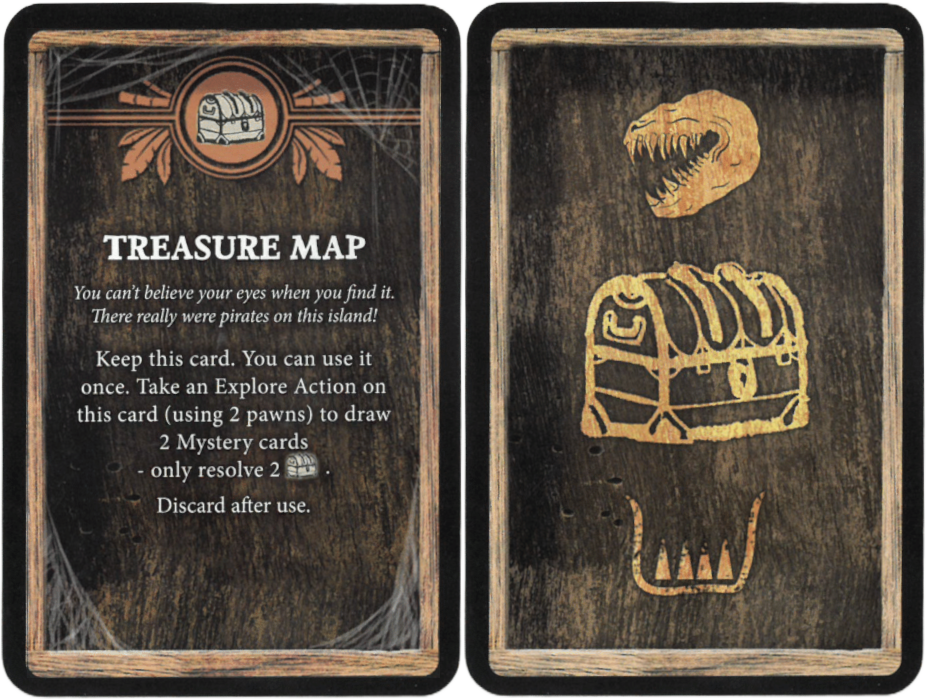 TREASURE MAP
You can't believe your eyes when you find it.
There really were pirates on this island!
Keep this card. You can use it
once. Take an Explore Action on
this card (using 2 pawns) to draw
2 Mystery cards
- only resolve 2 .
Discard after use.